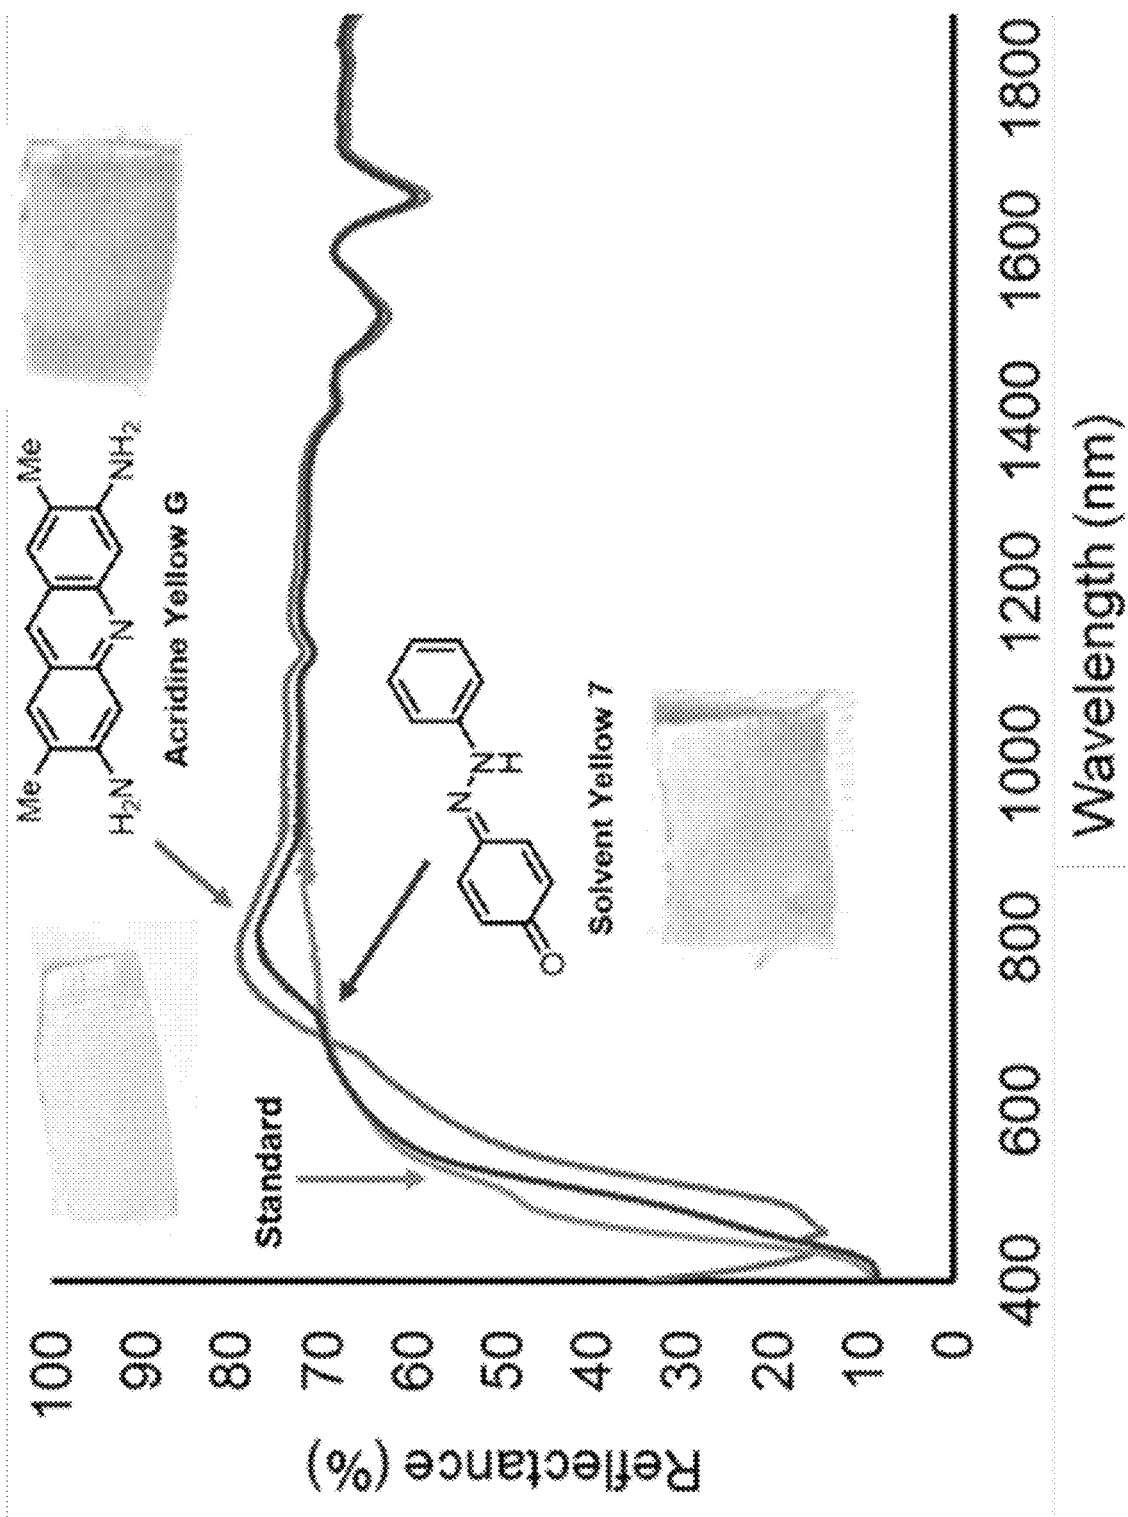 Reflectance (%)
100
90
80
70
60
50
40
30
20
10
0
400
600
800
1000
1200
1400
1600
1800
Wavelength (nm)
Standard
Me
Me
H₂N
N
NH₂
Acridine Yellow G
O
N
N
H
Solvent Yellow 7